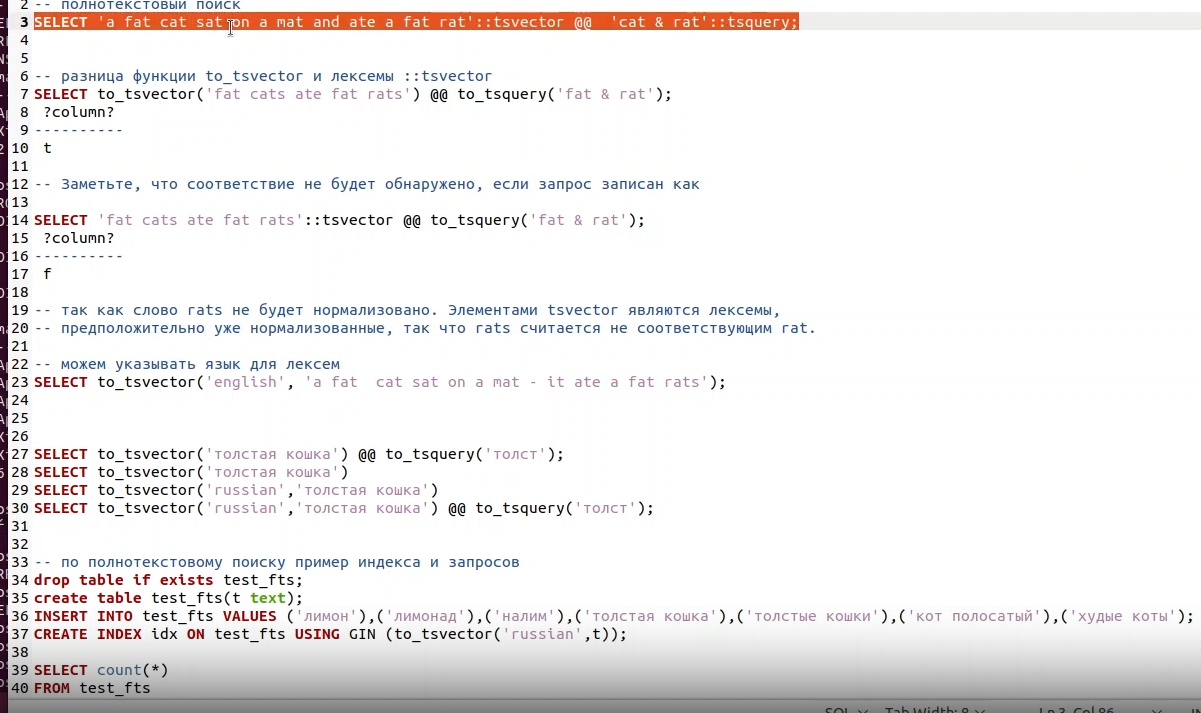 2 -- полнотекстовый поиск
3 SELECT 'a fat cat sat on a mat and ate a fat rat'::tsvector @@  'cat & rat'::tsquery;
4
5
6 -- разница функции to_tsvector и лексемы ::tsvector
7 SELECT to_tsvector('fat cats ate fat rats') @@ to_tsquery('fat & rat');
8  ?column?
9 ----------
10  t
11
12 -- Заметьте, что соответствие не будет обнаружено, если запрос записан как
13
14 SELECT 'fat cats ate fat rats'::tsvector @@ to_tsquery('fat & rat');
15  ?column?
16 ----------
17  f
18
19 -- так как слово rats не будет нормализовано. Элементами tsvector являются лексемы,
20 -- предположительно уже нормализованные, так что rats считается не соответствующим rat.
21
22 -- можем указывать язык для лексем
23 SELECT to_tsvector('english', 'a fat  cat sat on a mat - it ate a fat rats');
24
25
26
27 SELECT to_tsvector('толстая кошка') @@ to_tsquery('толст');
28 SELECT to_tsvector('толстая кошка')
29 SELECT to_tsvector('russian','толстая кошка')
30 SELECT to_tsvector('russian','толстая кошка') @@ to_tsquery('толст');
31
32
33 -- по полнотекстовому поиску пример индекса и запросов
34 drop table if exists test_fts;
35 create table test_fts(t text);
36 INSERT INTO test_fts VALUES ('лимон'),('лимонад'),('налим'),('толстая кошка'),('толстые кошки'),('кот полосатый'),('худые коты');
37 CREATE INDEX idx ON test_fts USING GIN (to_tsvector('russian',t));
38
39 SELECT count(*)
40 FROM test_fts
SQL Tab Width: 8 Ln 3, Col 86